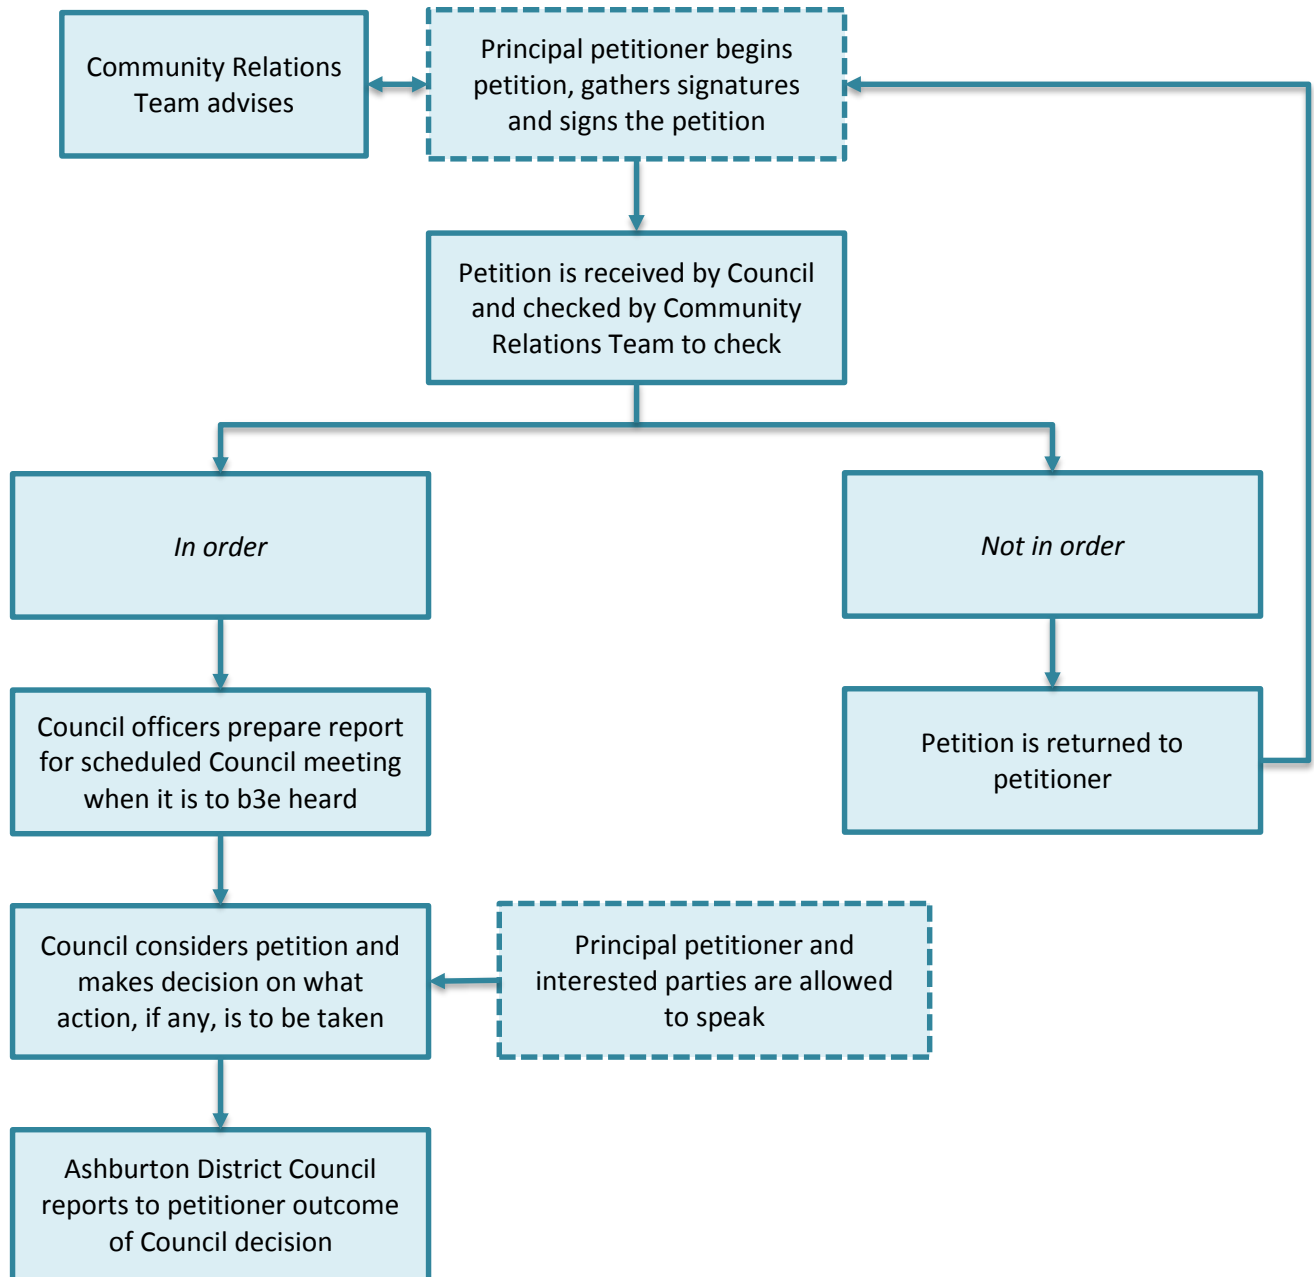 Community Relations
Team advises
Principal petitioner begins
petition, gathers signatures
and signs the petition
Petition is received by Council
and checked by Community
Relations Team to check
In order
Not in order
Council officers prepare report
for scheduled Council meeting
when it is to b3e heard
Petition is returned to
petitioner
Council considers petition and
makes decision on what
action, if any, is to be taken
Principal petitioner and
interested parties are allowed
to speak
Ashburton District Council
reports to petitioner outcome
of Council decision